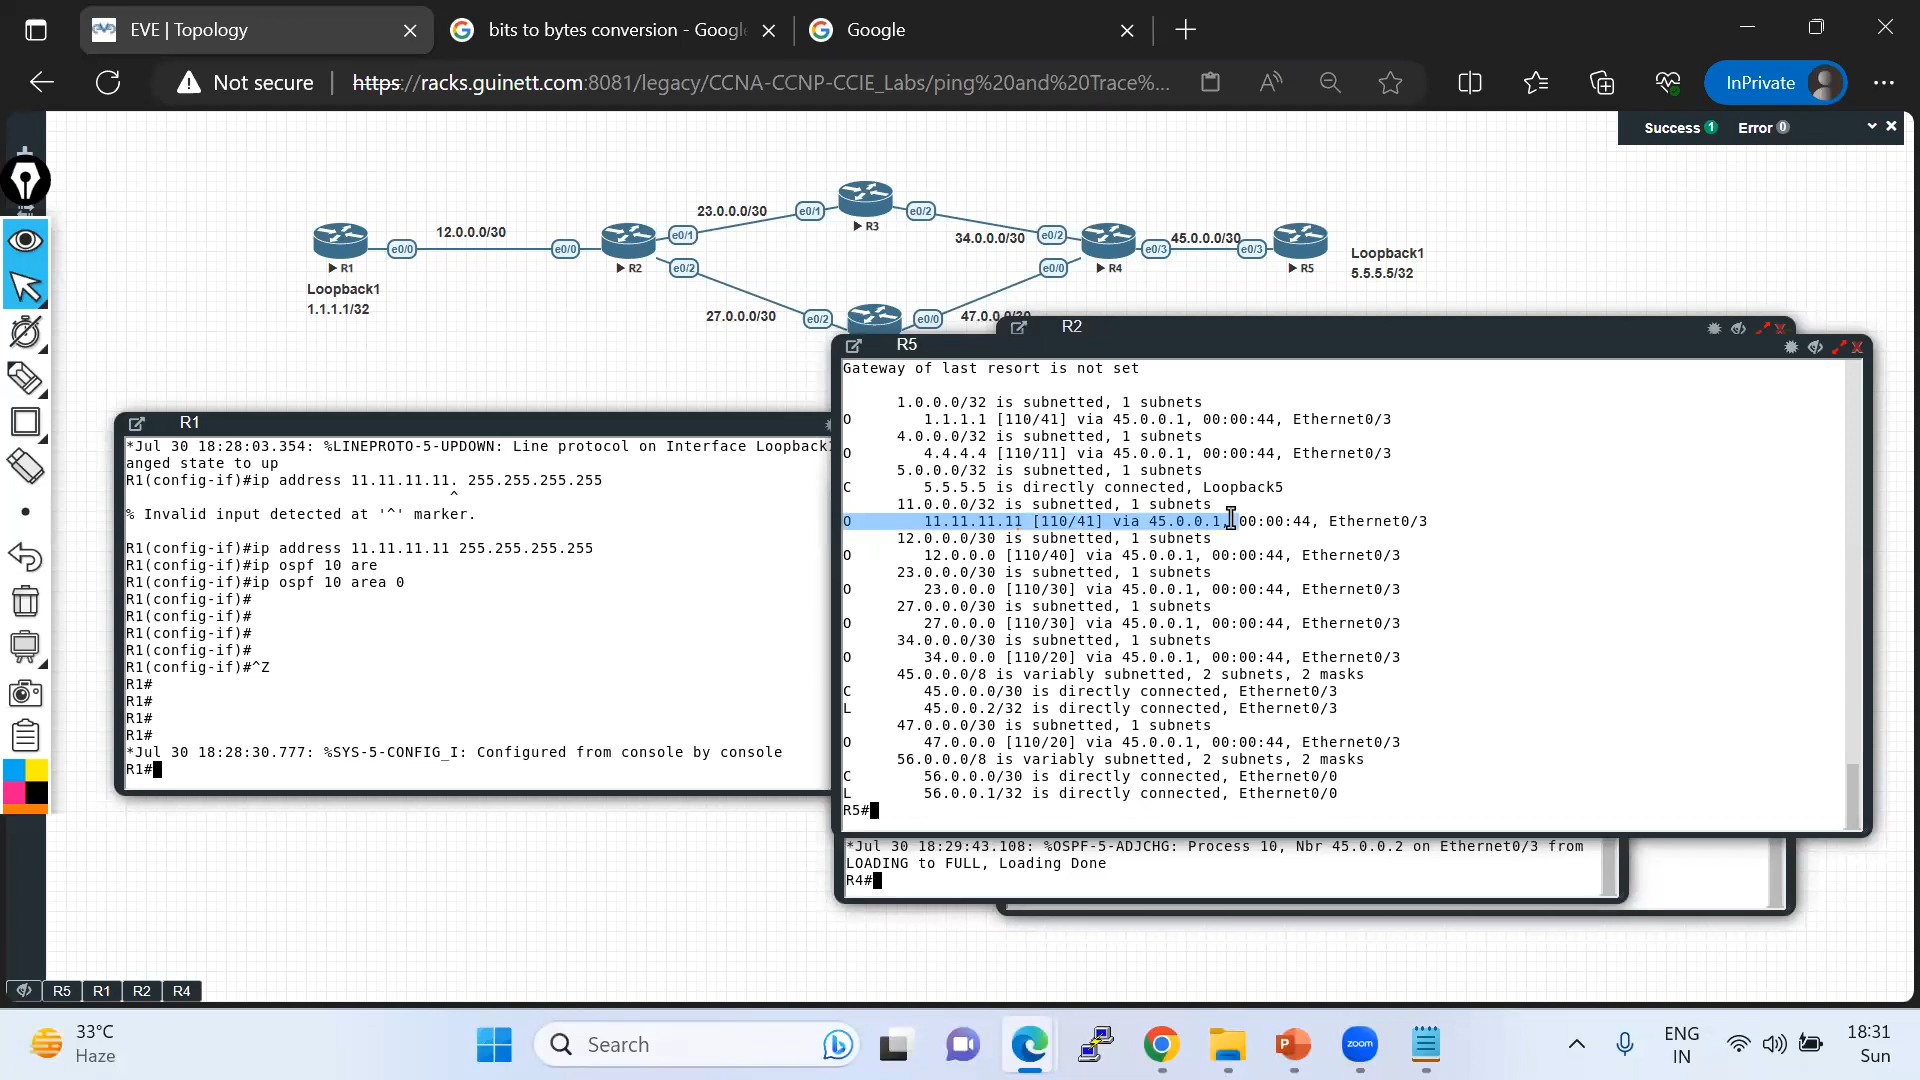 EVE | Topology
bits to bytes conversion - Googl
Google
Not secure
https://racks.guinett.com:8081/legacy/CCNA-CCNP-CCIE_Labs/ping%20and%20Trace%...
InPrivate
Success 1 Error 0
12.0.0.0/30
e0/0
e0/0
R1
Loopback1
1.1.1.1/32
R2
23.0.0.0/30
e0/1
e0/1
e0/2
R3
e0/2
34.0.0.0/30
e0/2
e0/0
R4
e0/3
45.0.0.0/30
e0/3
R5
Loopback1
5.5.5.5/32
27.0.0.0/30
e0/2
e0/0
47.0.0.0/30
R2
R5
Gateway of last resort is not set
1.0.0.0/32 is subnetted, 1 subnets
O 1.1.1.1 [110/41] via 45.0.0.1, 00:00:44, Ethernet0/3
4.0.0.0/32 is subnetted, 1 subnets
O 4.4.4.4 [110/11] via 45.0.0.1, 00:00:44, Ethernet0/3
5.0.0.0/32 is subnetted, 1 subnets
C 5.5.5.5 is directly connected, Loopback5
11.0.0.0/32 is subnetted, 1 subnets
O 11.11.11.11 [110/41] via 45.0.0.1, 00:00:44, Ethernet0/3
12.0.0.0/30 is subnetted, 1 subnets
O 12.0.0.0 [110/40] via 45.0.0.1, 00:00:44, Ethernet0/3
23.0.0.0/30 is subnetted, 1 subnets
O 23.0.0.0 [110/30] via 45.0.0.1, 00:00:44, Ethernet0/3
27.0.0.0/30 is subnetted, 1 subnets
O 27.0.0.0 [110/30] via 45.0.0.1, 00:00:44, Ethernet0/3
34.0.0.0/30 is subnetted, 1 subnets
O 34.0.0.0 [110/20] via 45.0.0.1, 00:00:44, Ethernet0/3
45.0.0.0/8 is variably subnetted, 2 subnets, 2 masks
C 45.0.0.0/30 is directly connected, Ethernet0/3
L 45.0.0.2/32 is directly connected, Ethernet0/3
47.0.0.0/30 is subnetted, 1 subnets
O 47.0.0.0 [110/20] via 45.0.0.1, 00:00:44, Ethernet0/3
56.0.0.0/8 is variably subnetted, 2 subnets, 2 masks
C 56.0.0.0/30 is directly connected, Ethernet0/0
L 56.0.0.1/32 is directly connected, Ethernet0/0
R5#
R1
*Jul 30 18:28:03.354: %LINEPROTO-5-UPDOWN: Line protocol on Interface Loopback
anged state to up
R1(config-if)#ip address 11.11.11.11. 255.255.255.255
^
% Invalid input detected at '^' marker.
R1(config-if)#ip address 11.11.11.11 255.255.255.255
R1(config-if)#ip ospf 10 are
R1(config-if)#ip ospf 10 area 0
R1(config-if)#
R1(config-if)#
R1(config-if)#
R1(config-if)#
R1(config-if)#^Z
R1#
R1#
R1#
R1#
*Jul 30 18:28:30.777: %SYS-5-CONFIG_I: Configured from console by console
R1#
*Jul 30 18:29:43.108: %OSPF-5-ADJCHG: Process 10, Nbr 45.0.0.2 on Ethernet0/3 from
LOADING to FULL, Loading Done
R4#
R5 R1 R2 R4
33°C
Haze
Search
zoom
ENG
IN
18:31
Sun